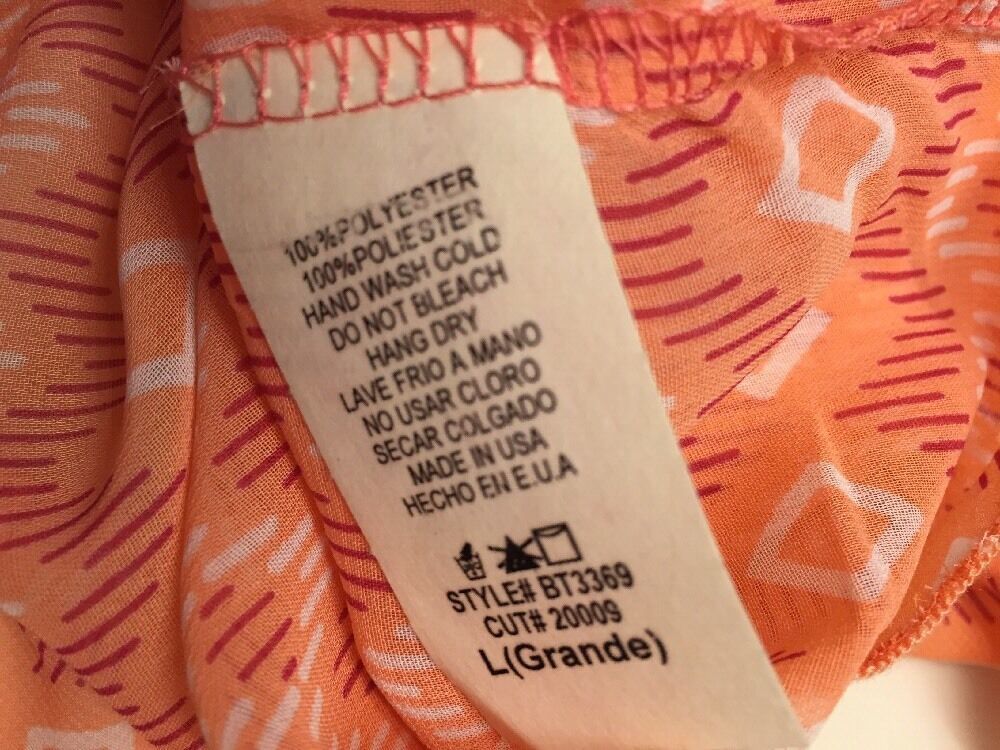 100%POLYESTER
100%POLIESTER
HAND WASH COLD
DO NOT BLEACH
HANG DRY
LAVE FRIO A MANO
NO USAR CLORO
SECAR COLGADO
MADE IN USA
HECHO EN E.U.A
STYLE# BT3369
CUT# 20009
L(Grande)